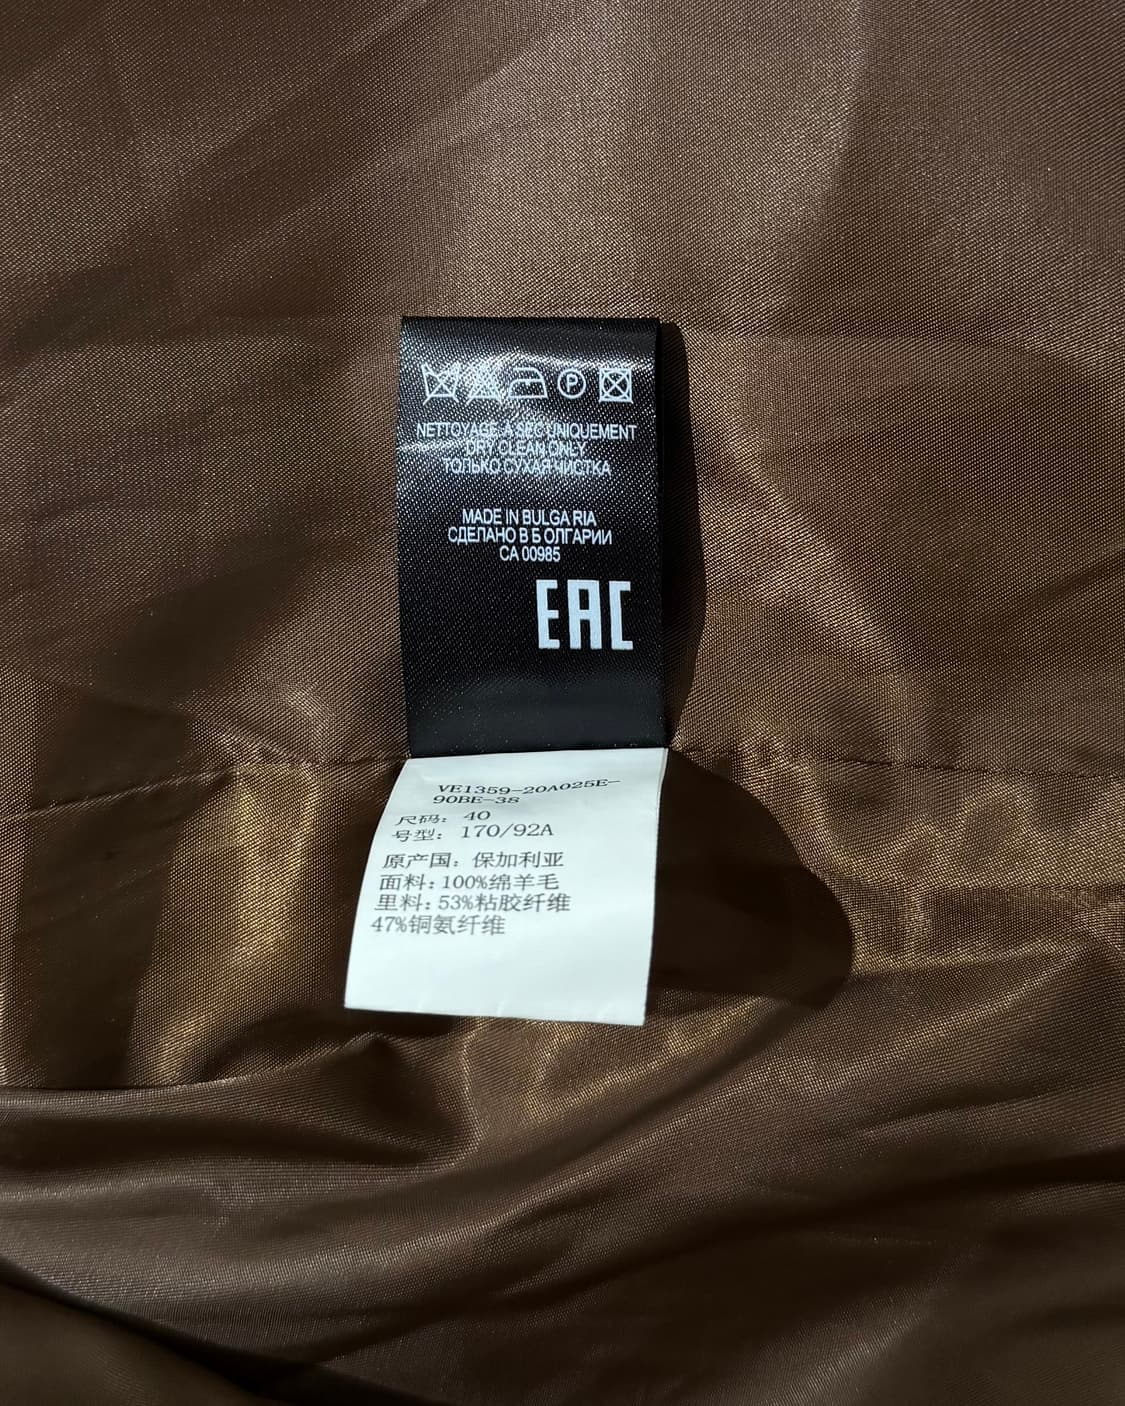 NETTOYAGE A SEC UNIQUEMENT
DRY CLEAN ONLY
ТОЛЬКО СУХАЯ ЧИСТКА
MADE IN BULGA RIA
СДЕЛАНО В Б ОЛГАРИИ
CA 00985
EAC
VE1359-20A025E-
90BE-38
尺码: 40
号型: 170/92A
原产国: 保加利亚
面料: 100%绵羊毛
里料: 53%粘胶纤维
47%铜氨纤维